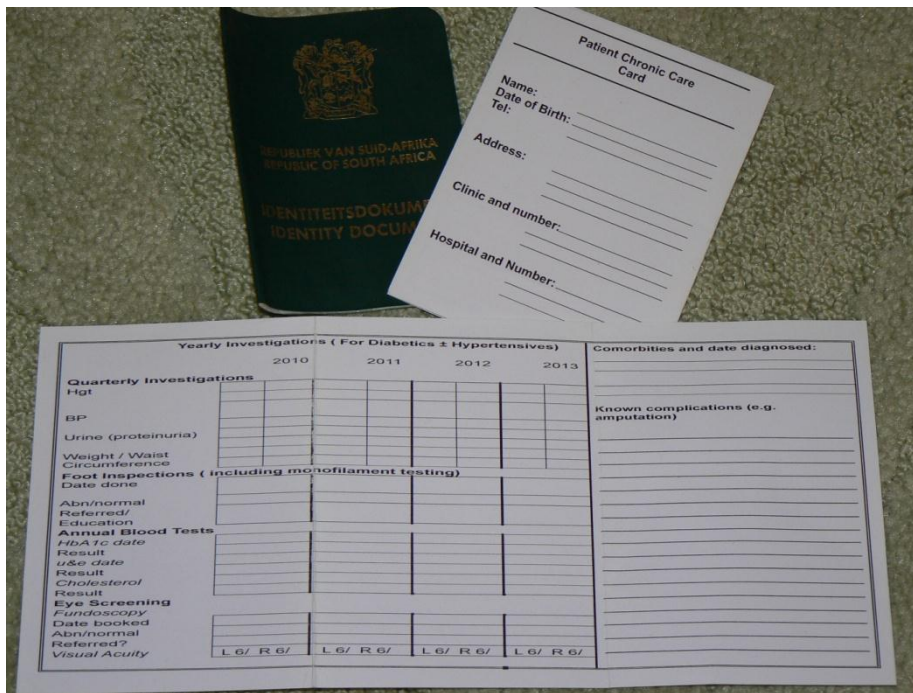 REPUBLIEK VAN SUID-AFRIKA
REPUBLIC OF SOUTH AFRICA
IDENTITEITSDOKUM
IDENTITY DOCUM
Patient Chronic Care
Card
Name:
Date of Birth:
Tel:
Address:
Clinic and number:
Hospital and Number:
Yearly Investigations ( For Diabetics ± Hypertensives)
2010 2011 2012 2013
Quarterly Investigations
Hgt
BP
Urine (proteinuria)
Weight / Waist
Circumference
Foot Inspections ( including monofilament testing)
Date done
Abn/normal
Referred/
Education
Annual Blood Tests
HbA1c date
Result
u&e date
Result
Cholesterol
Result
Eye Screening
Fundoscopy
Date booked
Abn/normal
Referred?
Visual Acuity L 6/ R 6/ L 6/ R 6/ L 6/ R 6/ L 6/ R 6/
Comorbities and date diagnosed:
Known complications (e.g.
amputation)